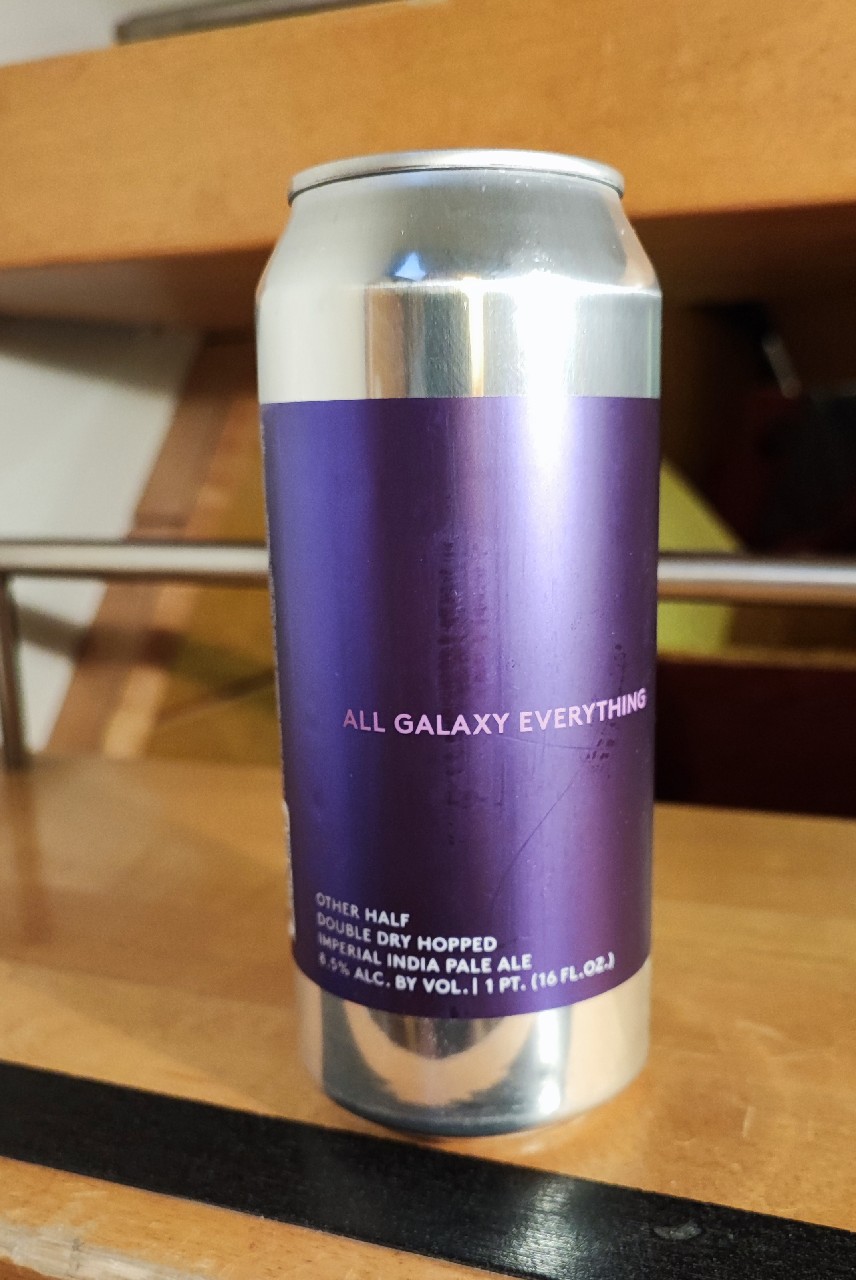 ALL GALAXY EVERYTHING
OTHER HALF
DOUBLE DRY HOPPED
IMPERIAL INDIA PALE ALE
8.5% ALC. BY VOL. | 1 PT. (16 FL.OZ.)